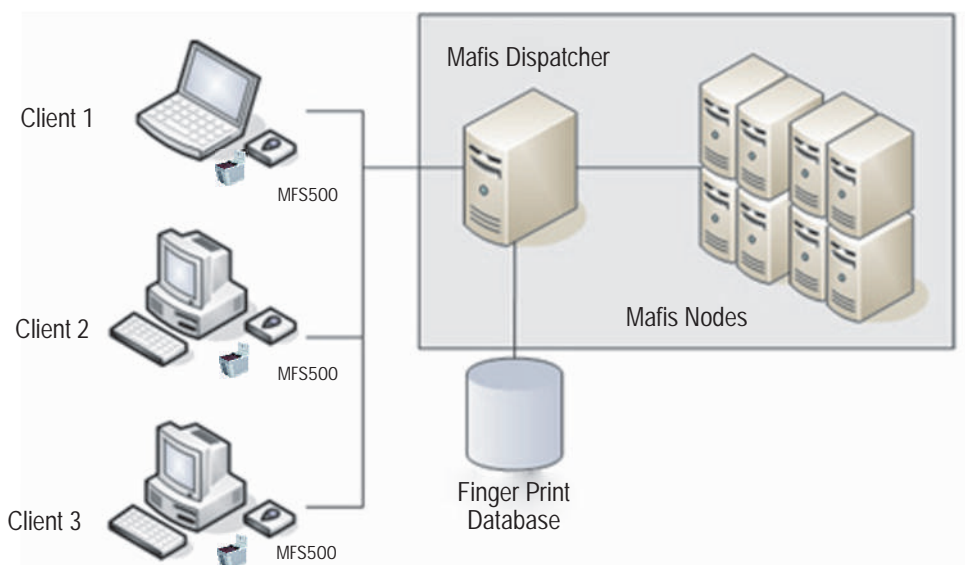 Mafis Dispatcher
Client 1
MFS500
Client 2
MFS500
Mafis Nodes
Finger Print
Database
Client 3
MFS500